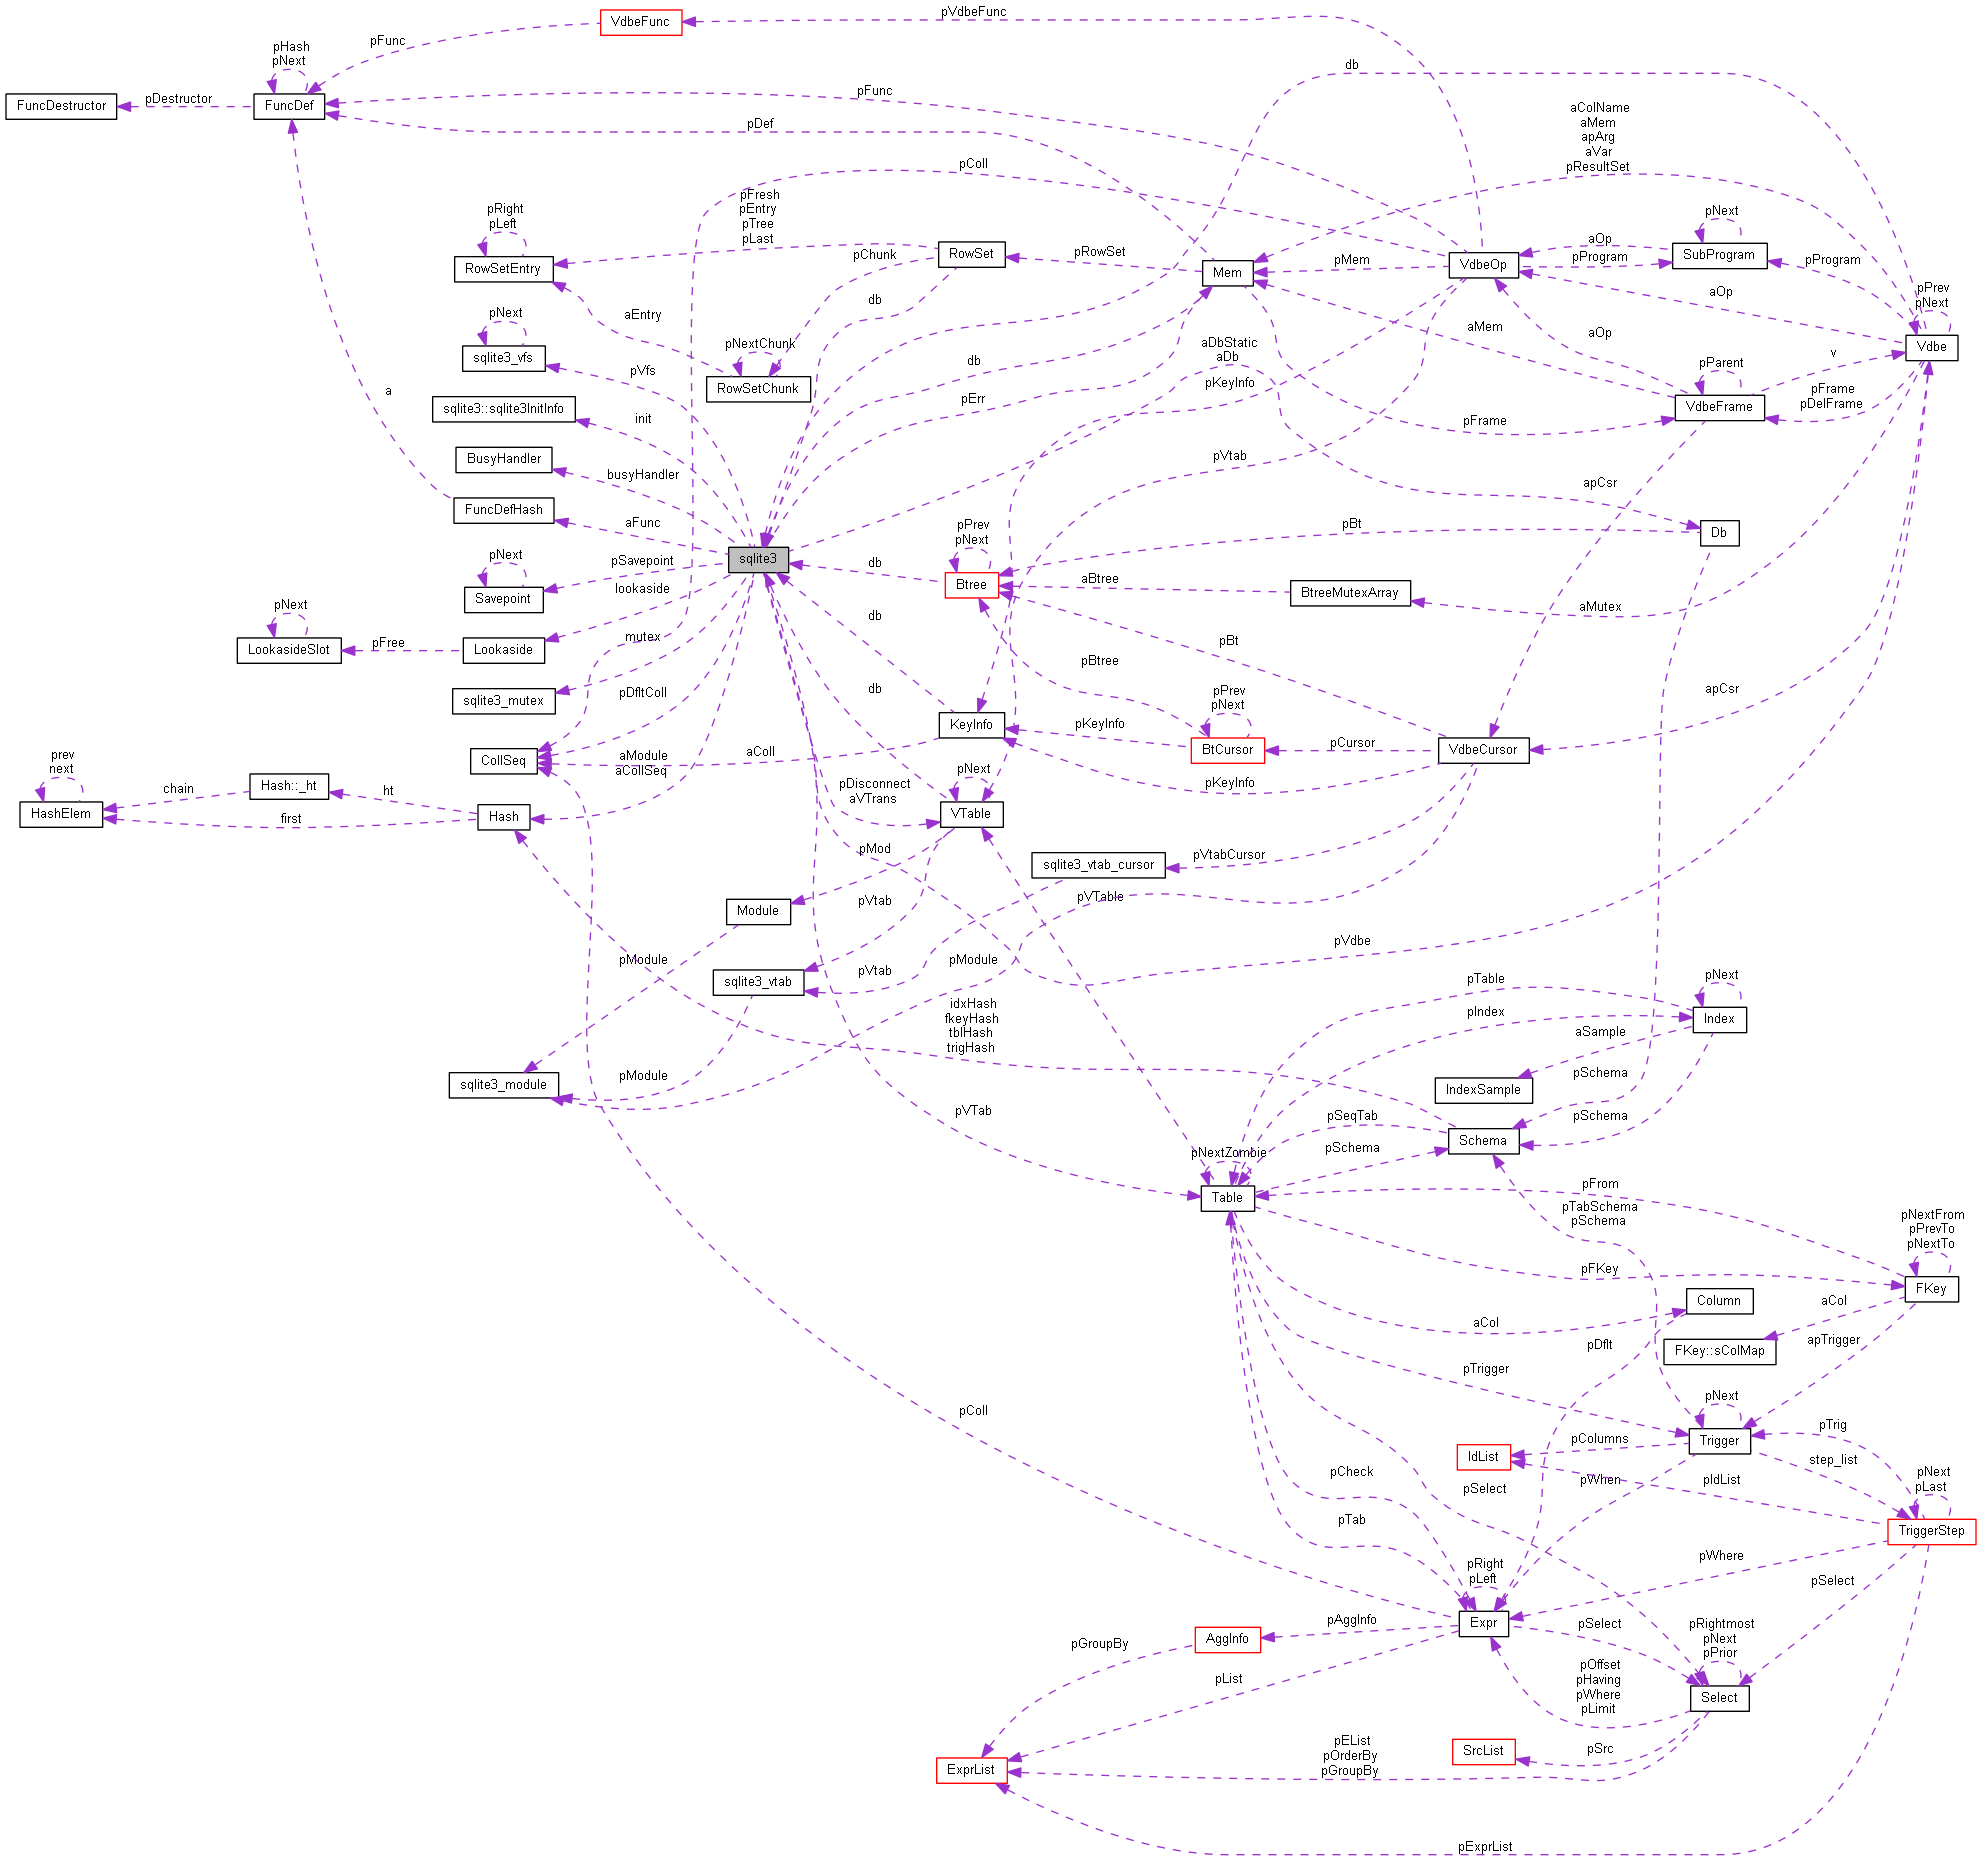 pVdbeFunc
VdbeFunc
pFunc
pHash
pNext
db
FuncDestructor
pDestructor
FuncDef
pFunc
aColName
aMem
apArg
aVar
pResultSet
pDef
pColl
pFresh
pEntry
pTree
pLast
pRight
pLeft
pNext
RowSetEntry
RowSet
pChunk
pRowSet
Mem
pMem
VdbeOp
aOp
pProgram
SubProgram
pProgram
db
aOp
pPrev
pNext
Vdbe
aEntry
pNext
sqlite3_vfs
pNextChunk
RowSetChunk
pVfs
db
aDbStatic
aDb
aMem
aOp
v
pParent
VdbeFrame
pFrame
pDelFrame
pKeyInfo
pErr
a
sqlite3::sqlite3InitInfo
init
pFrame
BusyHandler
busyHandler
pVtab
apCsr
FuncDefHash
aFunc
pPrev
pNext
pBt
Db
sqlite3
pNext
pSavepoint
db
Btree
aBtree
BtreeMutexArray
aMutex
Savepoint
lookaside
pNext
db
LookasideSlot
pFree
Lookaside
mutex
pBt
pBtree
sqlite3_mutex
pDfltColl
db
pPrev
pNext
apCsr
KeyInfo
pKeyInfo
BtCursor
pCursor
VdbeCursor
CollSeq
aModule
aCollSeq
aColl
prev
next
Hash::_ht
chain
ht
pDisconnect
aVTrans
pNext
pKeyInfo
HashElem
first
Hash
VTable
pMod
sqlite3_vtab_cursor
pVtabCursor
Module
pVtab
pVTable
pVdbe
pModule
sqlite3_vtab
pVtab
pModule
idxHash
fkeyHash
tblHash
trigHash
pTable
pIndex
pNext
Index
aSample
pModule
sqlite3_module
IndexSample
pSchema
pVTab
pSeqTab
pSchema
Schema
pSchema
pNextZombie
Table
pFrom
pTabSchema
pSchema
pNextFrom
pPrevTo
pNextTo
pFKey
FKey
Column
aCol
aCol
FKey::sColMap
apTrigger
pDflt
pTrigger
pNext
pColl
Trigger
pTrig
pColumns
IdList
step_list
pCheck
pSelect
pWhen
pIdList
pNext
pLast
pTab
TriggerStep
pWhere
pRight
pLeft
pSelect
pAggInfo
Expr
pSelect
pRightmost
pNext
pPrior
pGroupBy
AggInfo
pList
pOffset
pHaving
pWhere
pLimit
Select
pEList
pOrderBy
pGroupBy
SrcList
pSrc
ExprList
pExprList